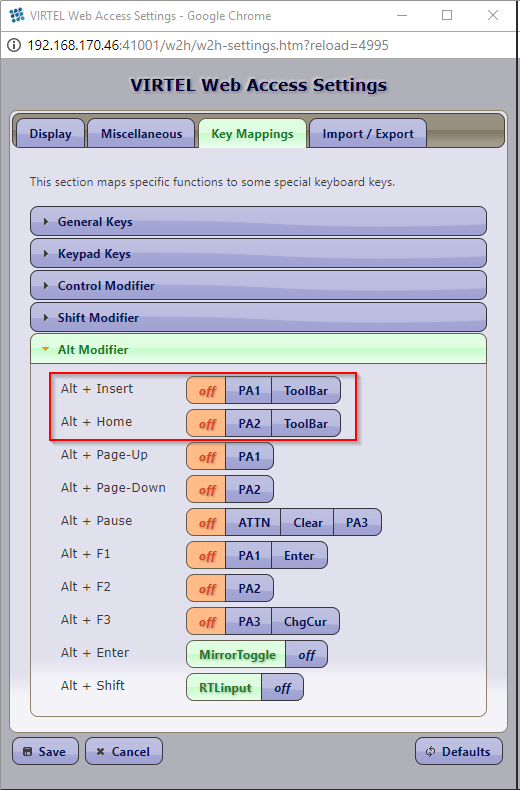 VIRTEL Web Access Settings - Google Chrome
192.168.170.46:41001/w2h/w2h-settings.htm?reload=4995
VIRTEL Web Access Settings
Display Miscellaneous Key Mappings Import / Export
This section maps specific functions to some special keyboard keys.
General Keys
Keypad Keys
Control Modifier
Shift Modifier
Alt Modifier
Alt + Insert off PA1 ToolBar
Alt + Home off PA2 ToolBar
Alt + Page-Up off PA1
Alt + Page-Down off PA2
Alt + Pause off ATTN Clear PA3
Alt + F1 off PA1 Enter
Alt + F2 off PA2
Alt + F3 off PA3 ChgCur
Alt + Enter MirrorToggle off
Alt + Shift RTLinput off
Save Cancel Defaults